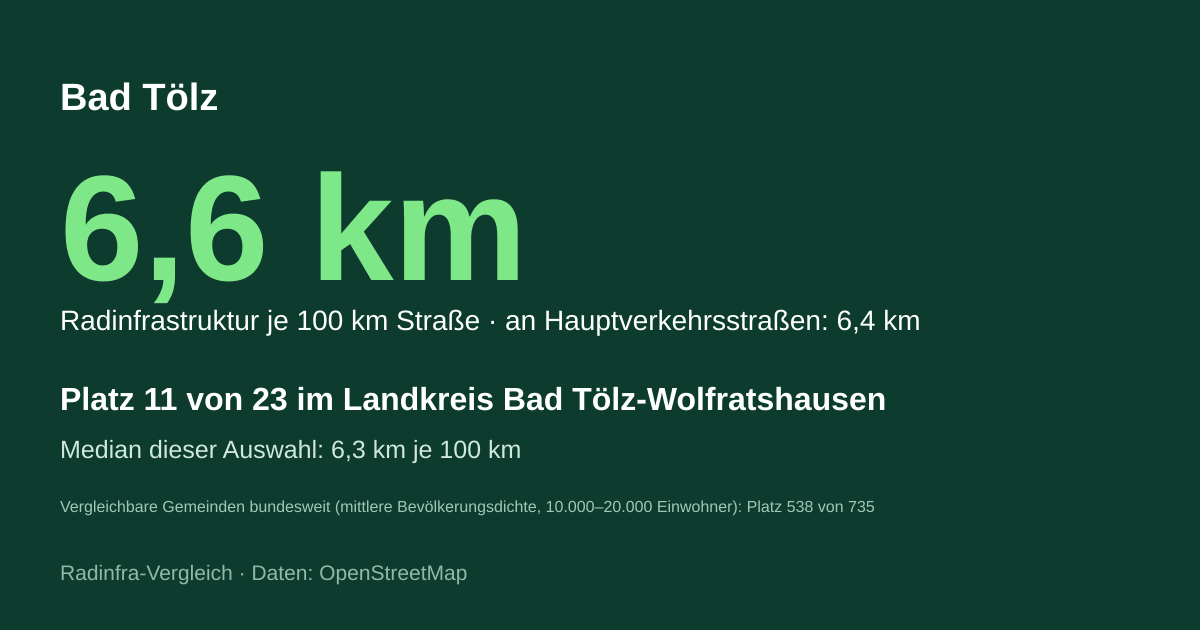 Bad Tölz
6,6 km
Radinfrastruktur je 100 km Straße · an Hauptverkehrsstraßen: 6,4 km
Platz 11 von 23 im Landkreis Bad Tölz-Wolfratshausen
Median dieser Auswahl: 6,3 km je 100 km
Vergleichbare Gemeinden bundesweit (mittlere Bevölkerungsdichte, 10.000–20.000 Einwohner): Platz 538 von 735
Radinfra-Vergleich · Daten: OpenStreetMap